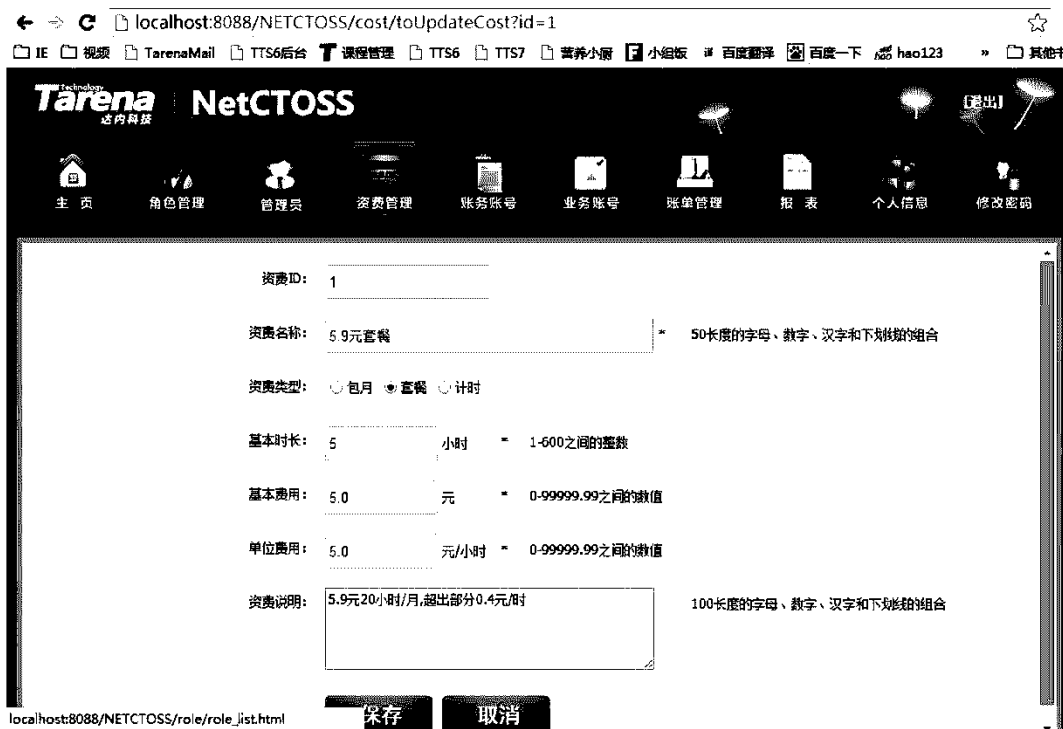 localhost:8088/NETCTOSS/cost/toUpdateCost?id=1
IE 视频 TarenaMail TTS6后台 课程管理 TTS6 TTS7 营养小厨 小组饭 百度翻译 百度一下 hao123 » 其他书
Technology
Tarena NetCTOSS [退出]
达内科技
主 页 角色管理 管理员 资费管理 账务账号 业务账号 账单管理 报 表 个人信息 修改密码
资费ID: 1
资费名称: 5.9元套餐 * 50长度的字母、数字、汉字和下划线的组合
资费类型: 包月 套餐 计时
基本时长: 5 小时 * 1-600之间的整数
基本费用: 5.0 元 * 0-99999.99之间的数值
单位费用: 5.0 元/小时 * 0-99999.99之间的数值
资费说明: 5.9元20小时/月,超出部分0.4元/时 100长度的字母、数字、汉字和下划线的组合
保存 取消
localhost:8088/NETCTOSS/role/role_list.html